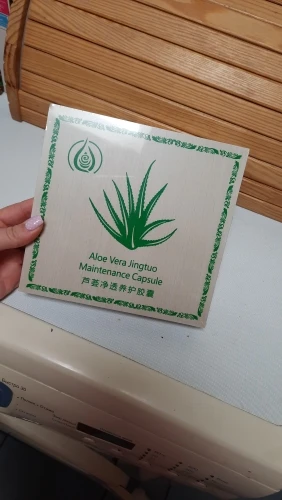 Aloe Vera Jingtuo
Maintenance Capsule
芦荟净透养护胶囊